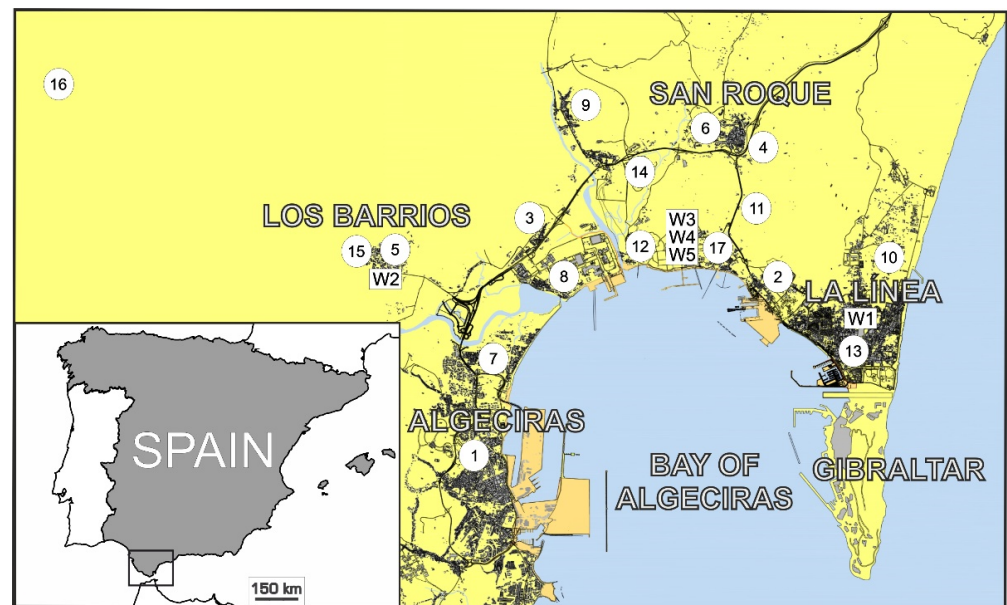 16
9
SAN ROQUE
6
4
14
LOS BARRIOS
3
11
W3
W4
W5
12
17
15
5
W2
8
2
10
LA LÍNEA
W1
13
7
ALGECIRAS
1
BAY OF
ALGECIRAS
GIBRALTAR
SPAIN
150 km